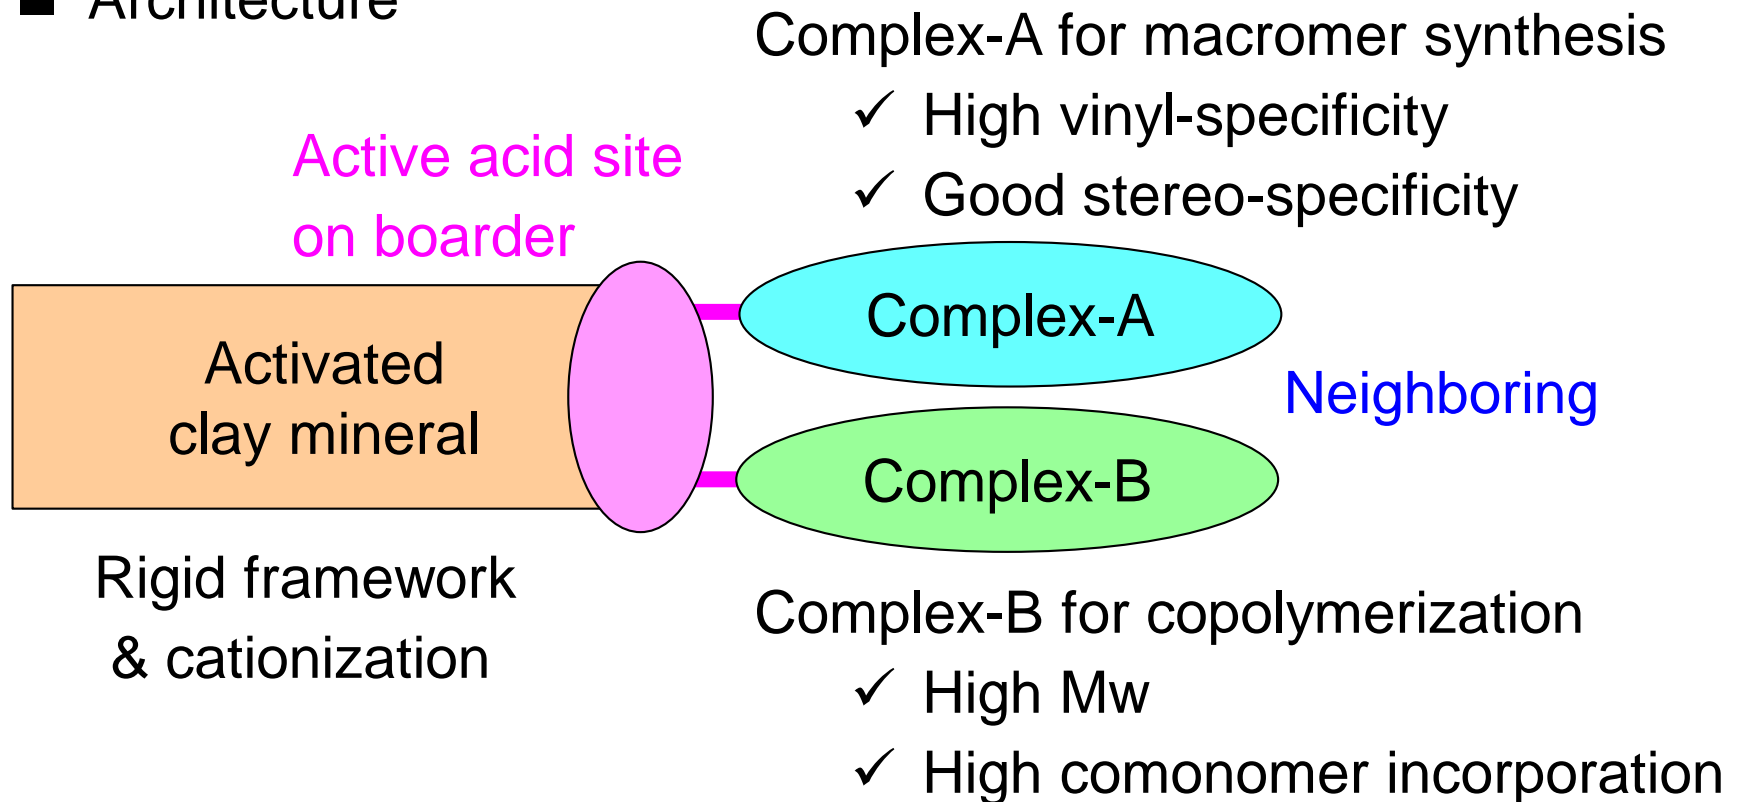 ■ Architecture
Complex-A for macromer synthesis
✓ High vinyl-specificity
✓ Good stereo-specificity
Active acid site
on boarder
Complex-A
Activated
clay mineral
Neighboring
Complex-B
Rigid framework
& cationization
Complex-B for copolymerization
✓ High Mw
✓ High comonomer incorporation